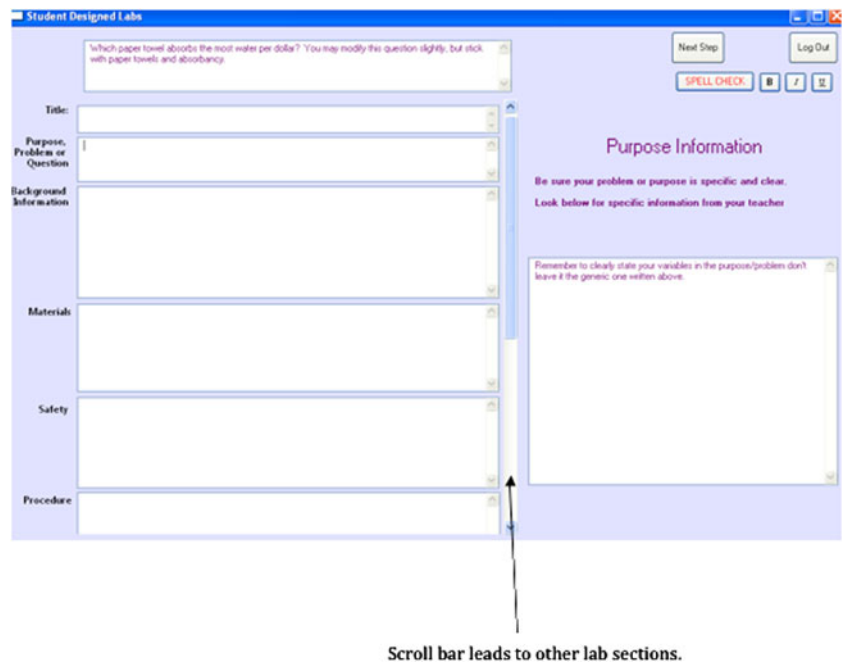 Student Designed Labs
Which paper towel absorbs the most water per dollar? You may modify this question slightly, but stick
with paper towels and absorbancy.
Next Step
Log Out
SPELL CHECK
B
I
U
Title:
Purpose,
Problem or
Question
Background
Information
Materials
Safety
Procedure
Purpose Information
Be sure your problem or purpose is specific and clear.
Look below for specific information from your teacher
Remember to clearly state your variables in the purpose/problem don't
leave it the generic one written above.
Scroll bar leads to other lab sections.